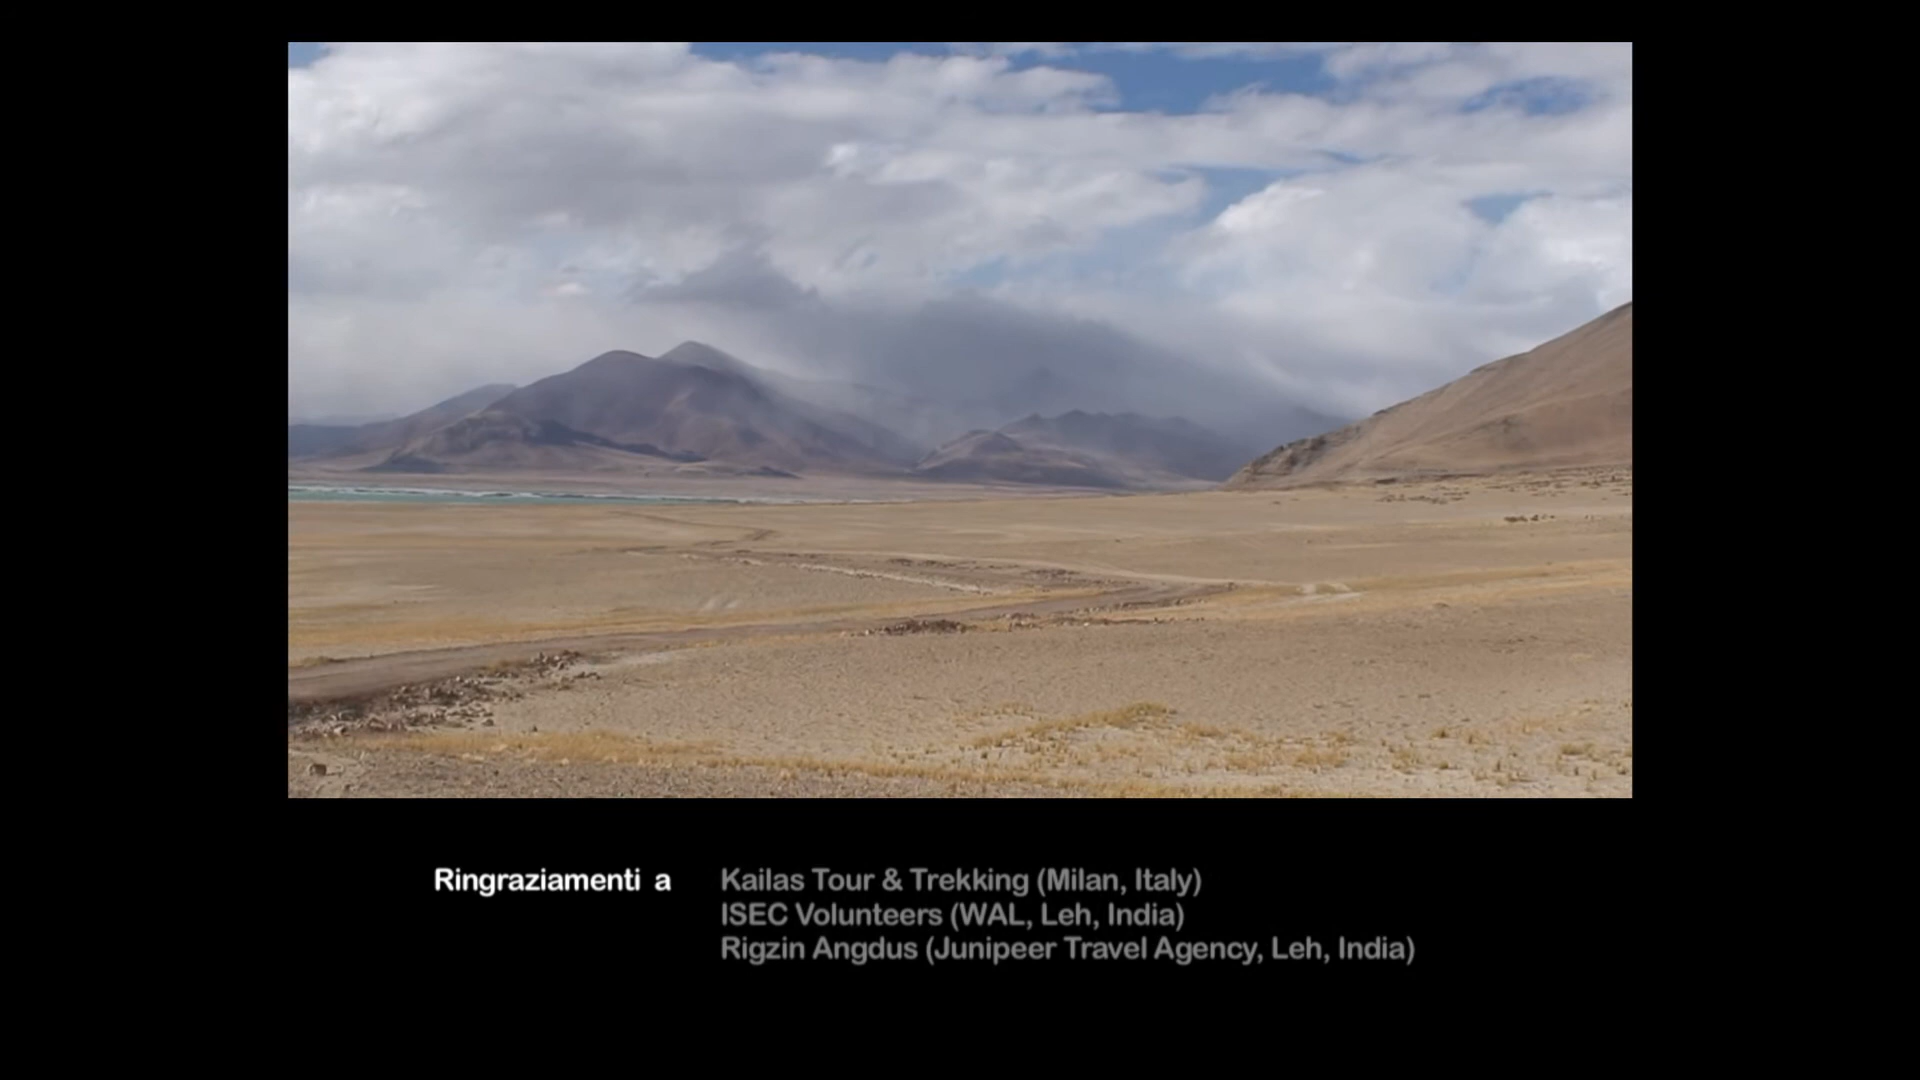 Ringraziamenti a Kailas Tour & Trekking (Milan, Italy)
ISEC Volunteers (WAL, Leh, India)
Rigzin Angdus (Junipeer Travel Agency, Leh, India)